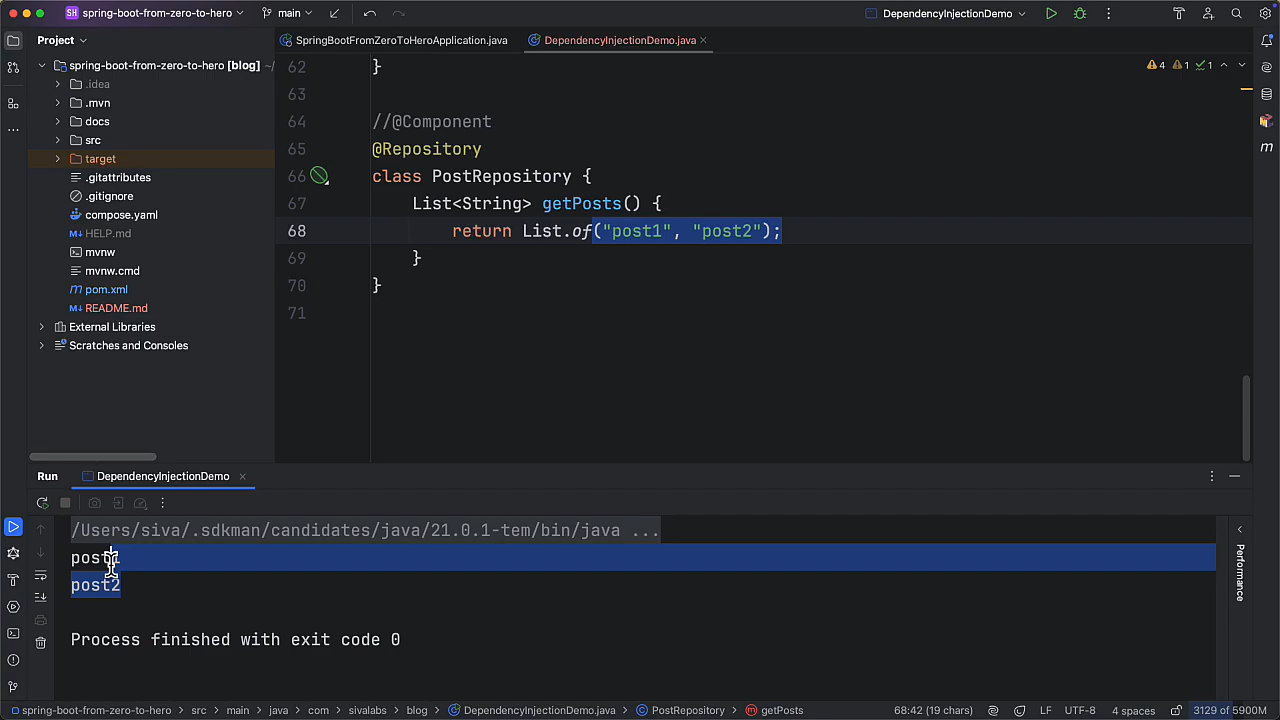 SH spring-boot-from-zero-to-hero main DependencyInjectionDemo
Project
SpringBootFromZeroToHeroApplication.java
DependencyInjectionDemo.java
4 1 1
spring-boot-from-zero-to-hero [blog] ~/
.idea
.mvn
docs
src
target
.gitattributes
.gitignore
compose.yaml
HELP.md
mvnw
mvnw.cmd
pom.xml
README.md
External Libraries
Scratches and Consoles
62 }
63
64 //@Component
65 @Repository
66 class PostRepository {
67 List<String> getPosts() {
68 return List.of("post1", "post2");
69 }
70 }
71
Run DependencyInjectionDemo
/Users/siva/.sdkman/candidates/java/21.0.1-tem/bin/java ...
post1
post2
Process finished with exit code 0
Performance
spring-boot-from-zero-to-hero > src > main > java > com > sivalabs > blog > DependencyInjectionDemo.java > PostRepository > getPosts 68:42 (19 chars) LF UTF-8 4 spaces 3129 of 5900M